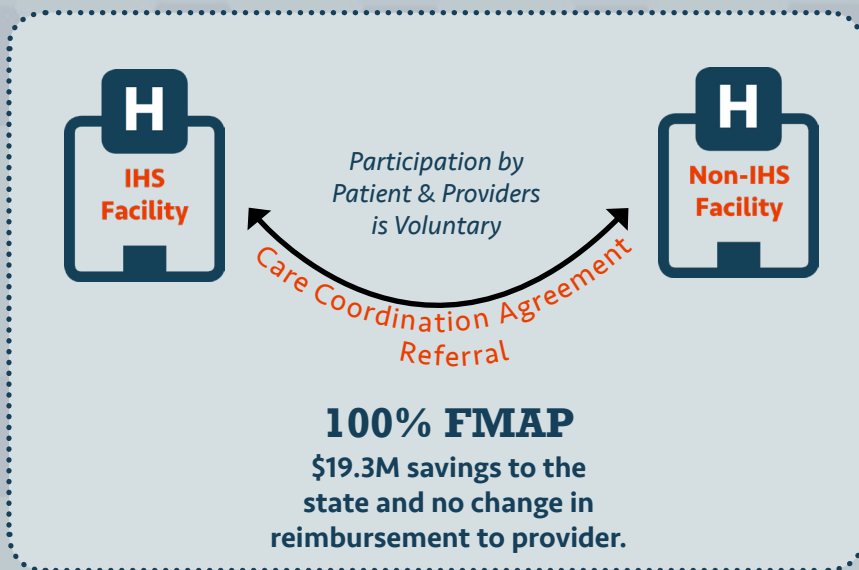 H
IHS
Facility
Participation by
Patient & Providers
is Voluntary
H
Non-IHS
Facility
Care Coordination Agreement
Referral
100% FMAP
$19.3M savings to the
state and no change in
reimbursement to provider.